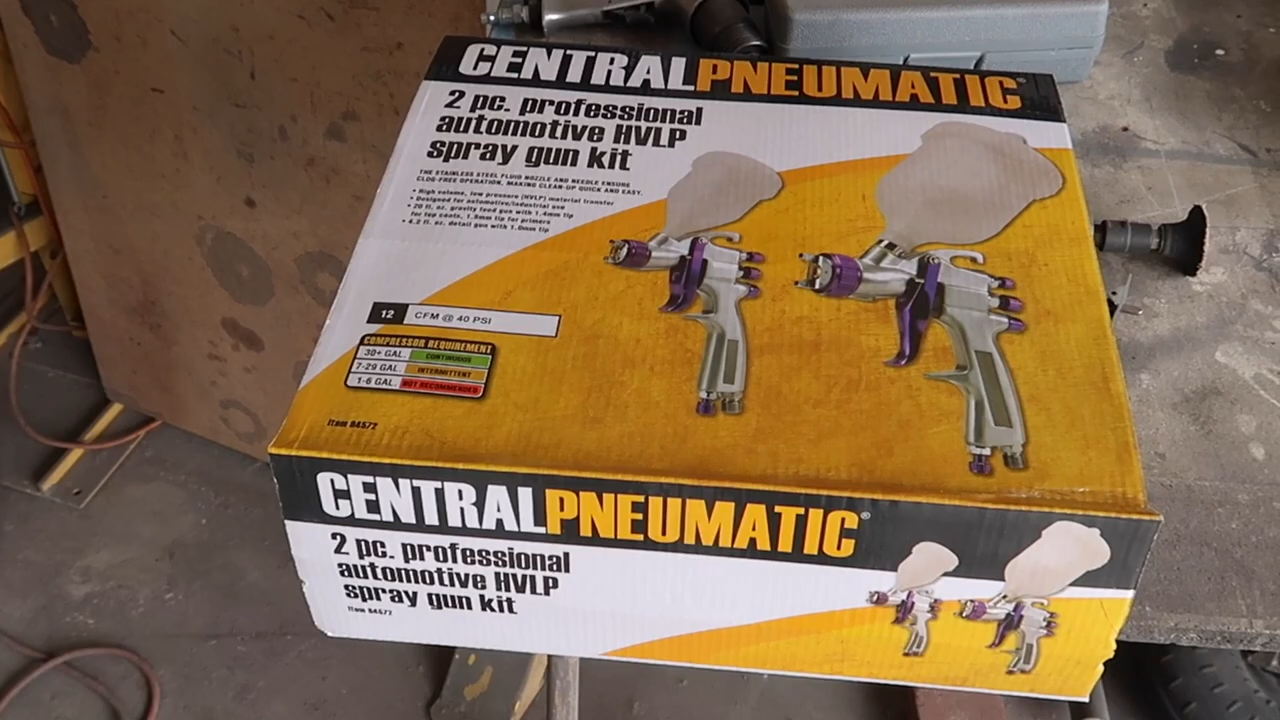 CENTRALPNEUMATIC®
2 pc. professional
automotive HVLP
spray gun kit
THE STAINLESS STEEL FLUID NOZZLE AND NEEDLE ENSURE
CLOG-FREE OPERATION, MAKING CLEAN-UP QUICK AND EASY.
• High volume, low pressure (HVLP) material transfer
• Designed for automotive/industrial use
• 20 fl. oz. gravity feed gun with 1.4mm tip
for top coats, 1.8mm tip for primers
• 4.2 fl. oz. detail gun with 1.0mm tip
12 CFM @ 40 PSI
COMPRESSOR REQUIREMENT
30+ GAL. CONTINUOUS
7-29 GAL. INTERMITTENT
1-6 GAL. NOT RECOMMENDED
Item 94572
CENTRALPNEUMATIC®
2 pc. professional
automotive HVLP
spray gun kit
Item 94572